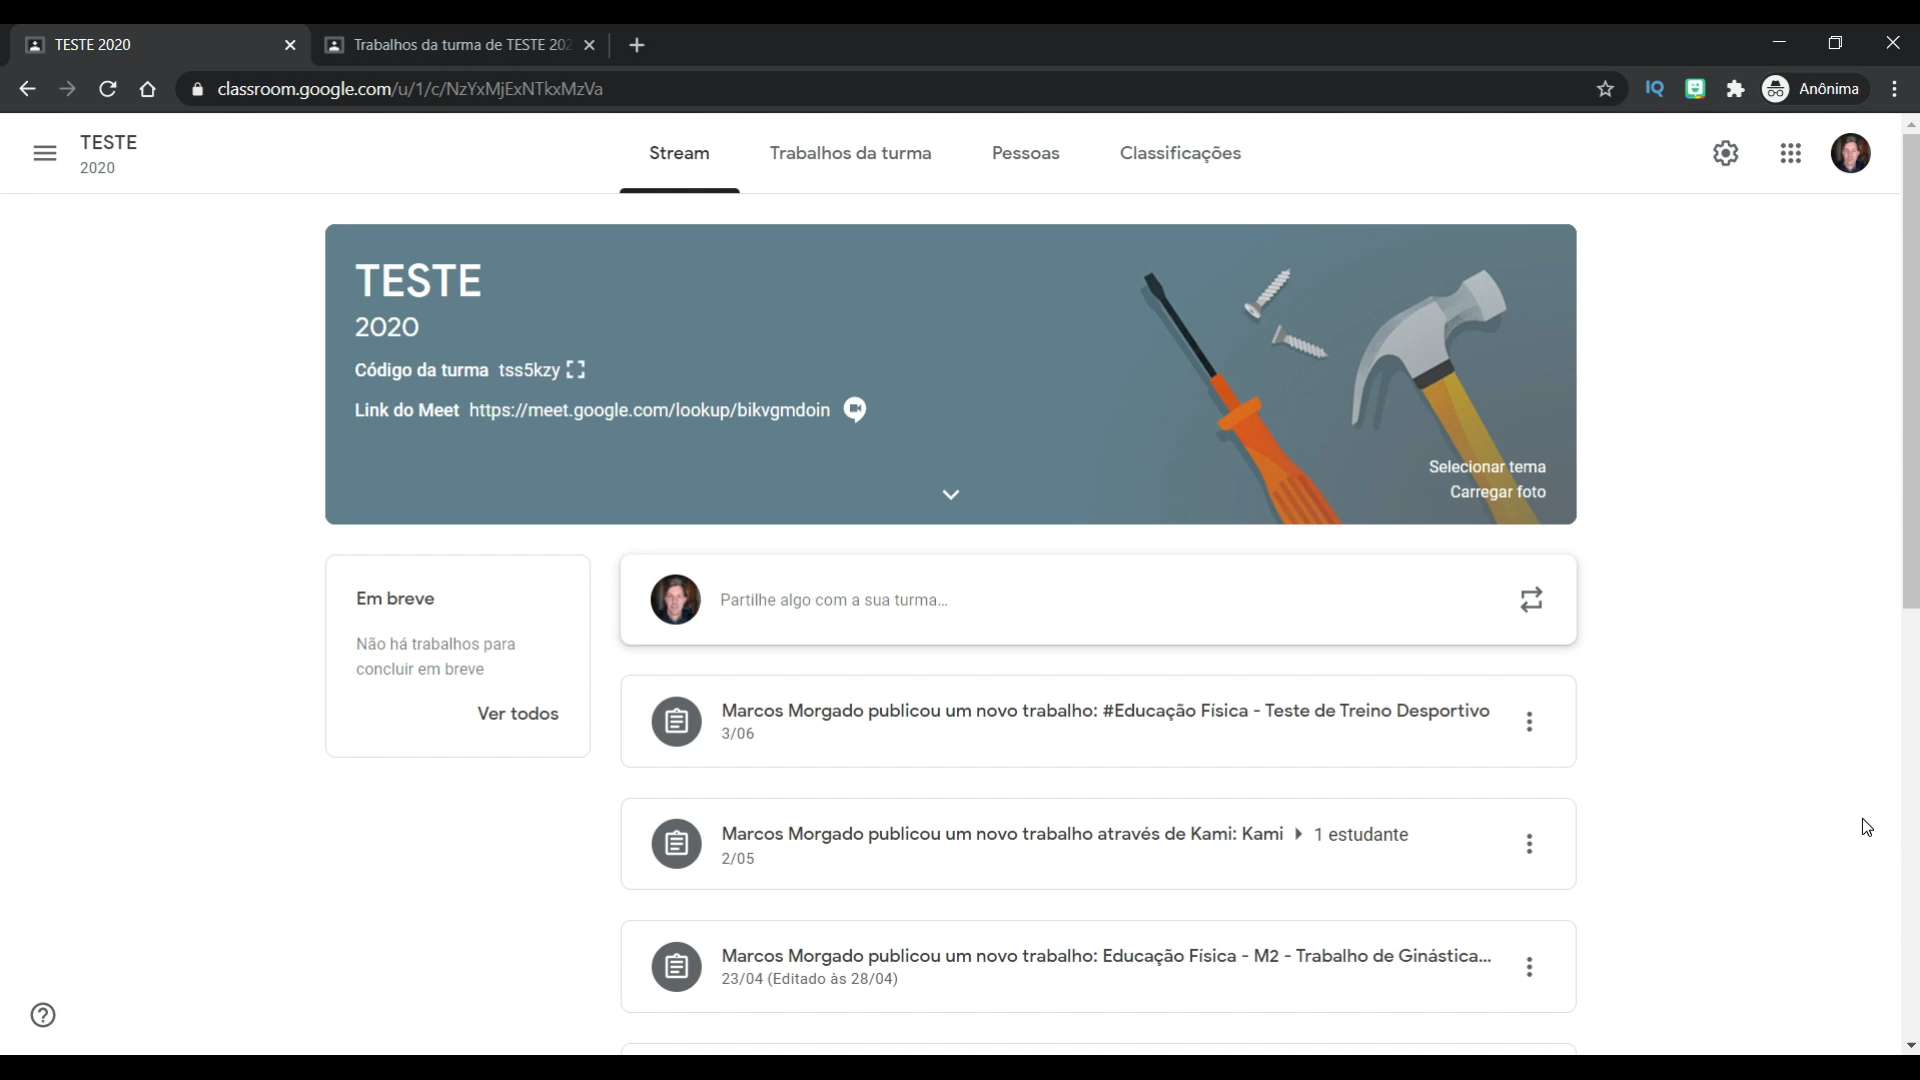 TESTE 2020
Trabalhos da turma de TESTE 202
classroom.google.com/u/1/c/NzYxMjExNTkxMzVa
IQ
Anônima
TESTE
2020
Stream
Trabalhos da turma
Pessoas
Classificações
TESTE
2020
Código da turma tss5kzy
Link do Meet https://meet.google.com/lookup/bikvgmdoin
Selecionar tema
Carregar foto
Em breve
Não há trabalhos para
concluir em breve
Ver todos
Partilhe algo com a sua turma...
Marcos Morgado publicou um novo trabalho: #Educação Física - Teste de Treino Desportivo
3/06
Marcos Morgado publicou um novo trabalho através de Kami: Kami 1 estudante
2/05
Marcos Morgado publicou um novo trabalho: Educação Física - M2 - Trabalho de Ginástica...
23/04 (Editado às 28/04)